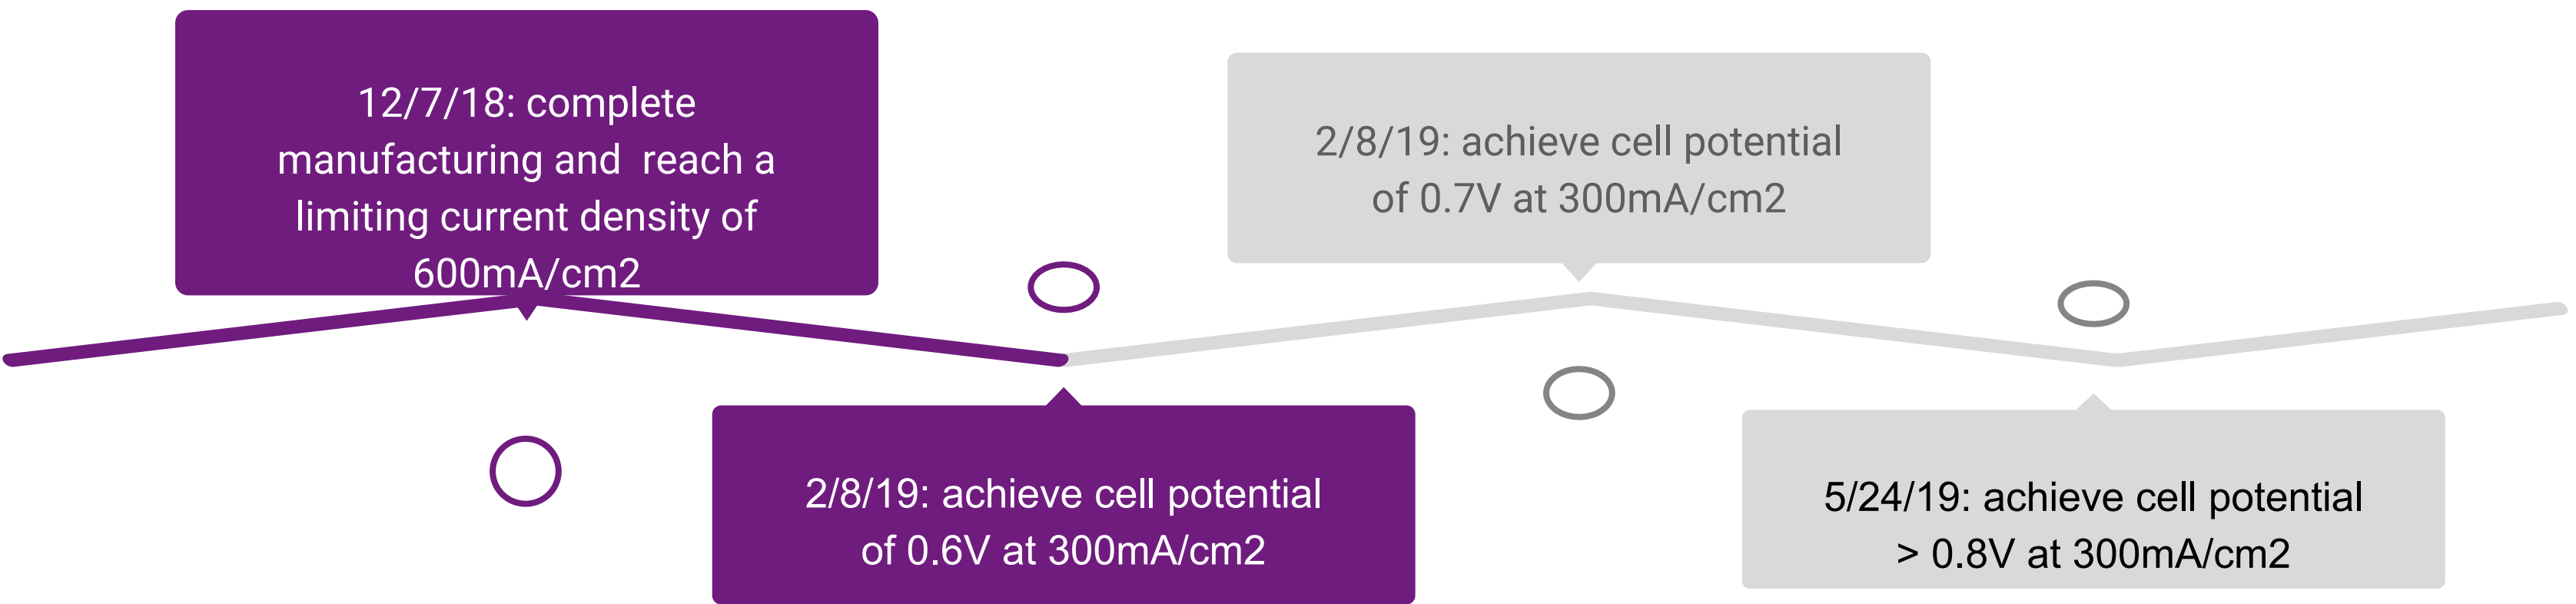 12/7/18: complete
manufacturing and  reach a
limiting current density of
600mA/cm2
2/8/19: achieve cell potential
of 0.6V at 300mA/cm2
2/8/19: achieve cell potential
of 0.7V at 300mA/cm2
5/24/19: achieve cell potential
> 0.8V at 300mA/cm2